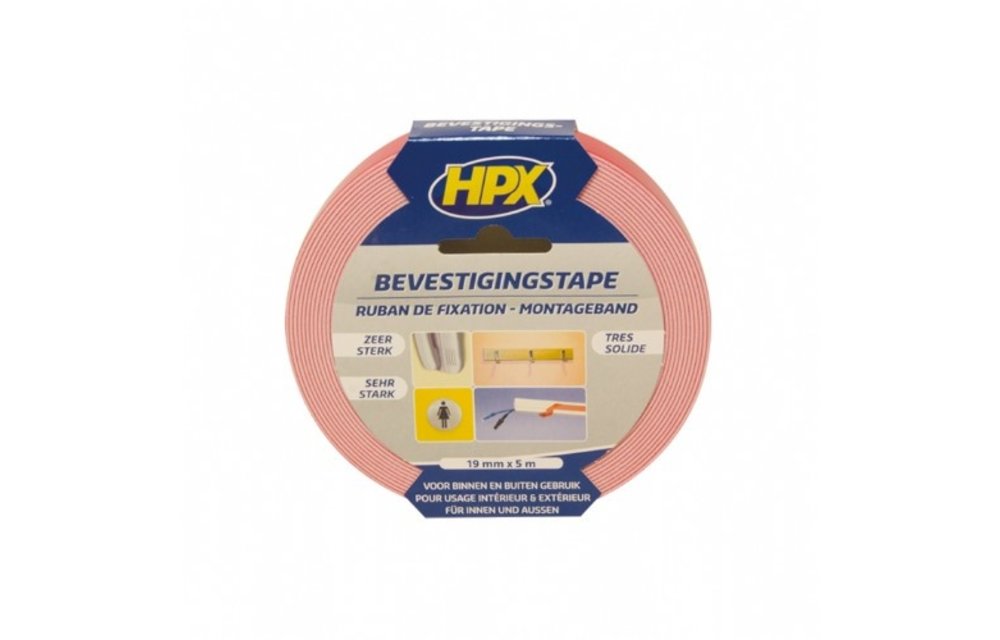 BEVESTIGINGS-
TAPE
HPX®
BEVESTIGINGSTAPE
RUBAN DE FIXATION - MONTAGEBAND
ZEER
STERK
TRES
SOLIDE
SEHR
STARK
19 mm x 5 m
VOOR BINNEN EN BUITEN GEBRUIK
POUR USAGE INTÉRIEUR & EXTÉRIEUR
FÜR INNEN UND AUSSEN